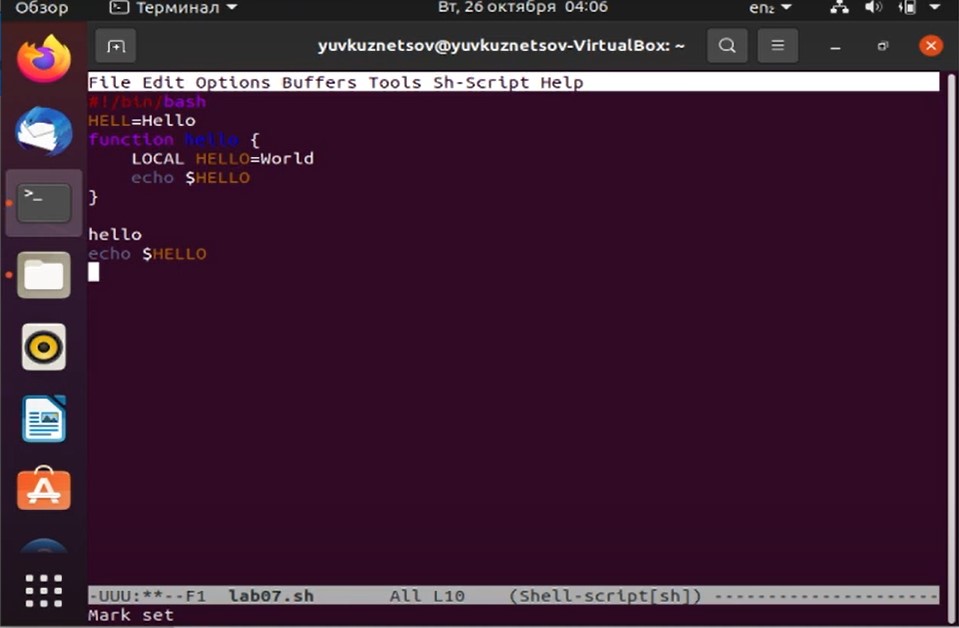 Обзор Терминал Вт, 26 октября 04:06 en₂
yuvkuznetsov@yuvkuznetsov-VirtualBox: ~
File Edit Options Buffers Tools Sh-Script Help
#!/bin/bash
HELL=Hello
function hello {
    LOCAL HELLO=World
    echo $HELLO
}
hello
echo $HELLO
-UUU:**--F1  lab07.sh       All L10    (Shell-script[sh]) ---------------------
Mark set